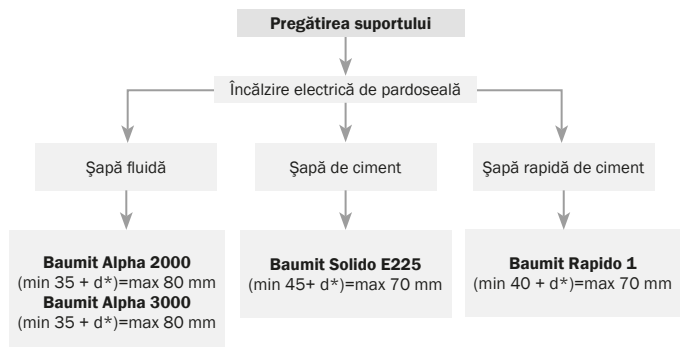 Pregătirea suportului
Încălzire electrică de pardoseală
Şapă fluidă
Şapă de ciment
Şapă rapidă de ciment
Baumit Alpha 2000
(min 35 + d*)=max 80 mm
Baumit Alpha 3000
(min 35 + d*)=max 80 mm
Baumit Solido E225
(min 45+ d*)=max 70 mm
Baumit Rapido 1
(min 40 + d*)=max 70 mm